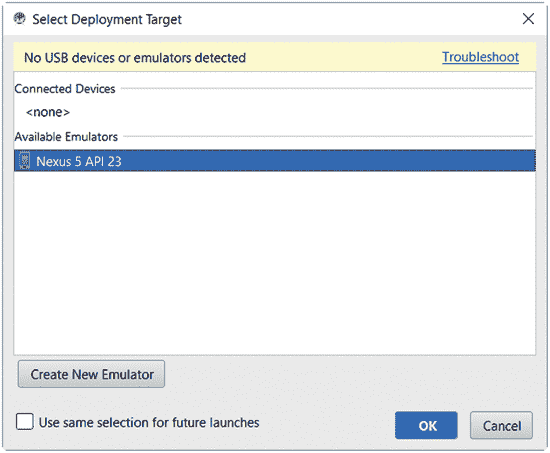 Select Deployment Target
No USB devices or emulators detected Troubleshoot
Connected Devices
<none>
Available Emulators
Nexus 5 API 23
Create New Emulator
Use same selection for future launches OK Cancel